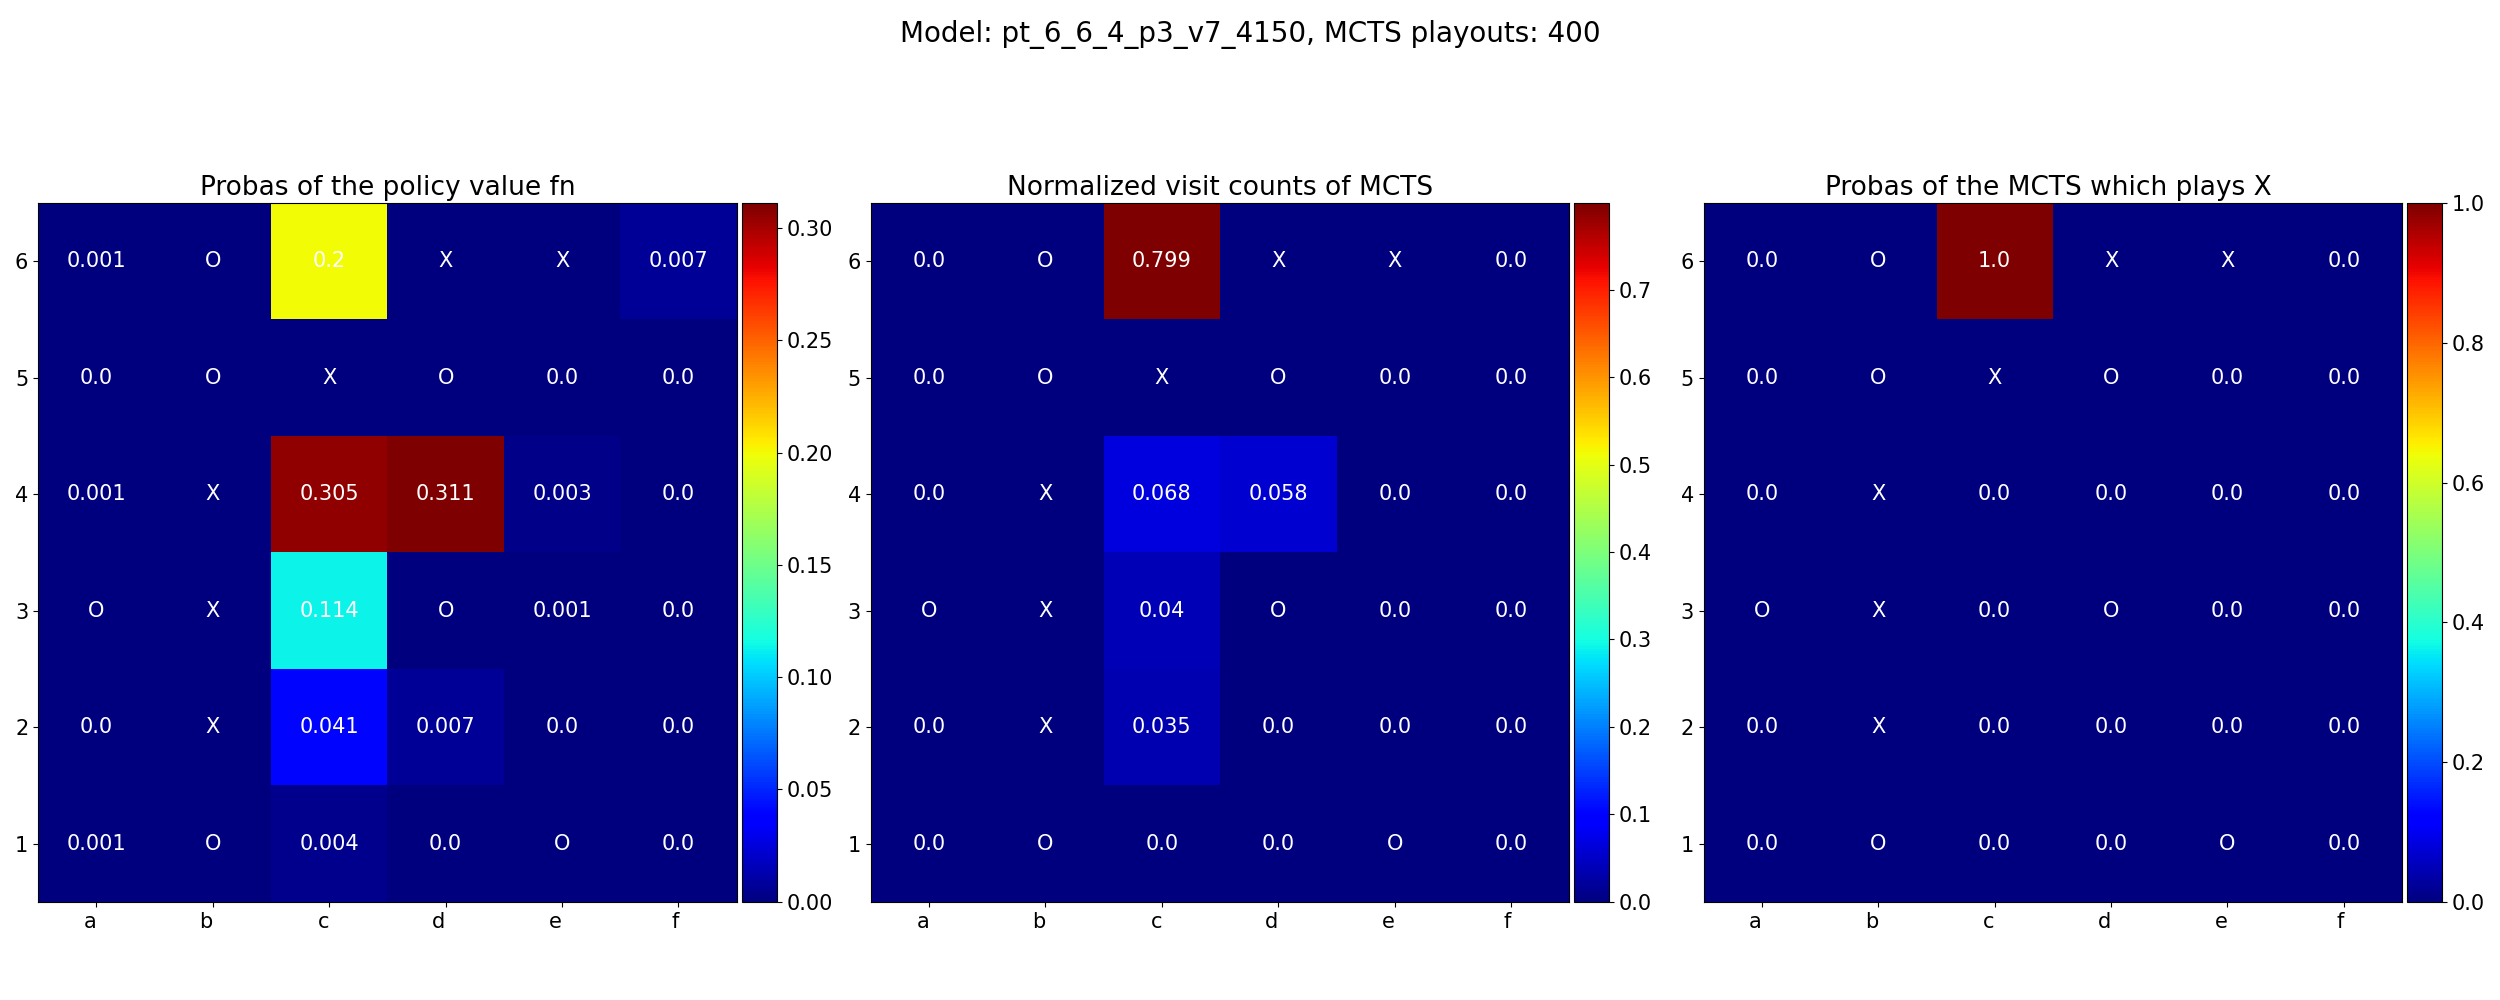 Model: pt_6_6_4_p3_v7_4150, MCTS playouts: 400
Probas of the policy value fn
6 0.001 O 0.2 X X 0.007
5 0.0 O X O 0.0 0.0
4 0.001 X 0.305 0.311 0.003 0.0
3 O X 0.114 O 0.001 0.0
2 0.0 X 0.041 0.007 0.0 0.0
1 0.001 O 0.004 0.0 O 0.0
a b c d e f
0.30
0.25
0.20
0.15
0.10
0.05
0.00
Normalized visit counts of MCTS
6 0.0 O 0.799 X X 0.0
5 0.0 O X O 0.0 0.0
4 0.0 X 0.068 0.058 0.0 0.0
3 O X 0.04 O 0.0 0.0
2 0.0 X 0.035 0.0 0.0 0.0
1 0.0 O 0.0 0.0 O 0.0
a b c d e f
0.7
0.6
0.5
0.4
0.3
0.2
0.1
0.0
Probas of the MCTS which plays X
6 0.0 O 1.0 X X 0.0
5 0.0 O X O 0.0 0.0
4 0.0 X 0.0 0.0 0.0 0.0
3 O X 0.0 O 0.0 0.0
2 0.0 X 0.0 0.0 0.0 0.0
1 0.0 O 0.0 0.0 O 0.0
a b c d e f
1.0
0.8
0.6
0.4
0.2
0.0